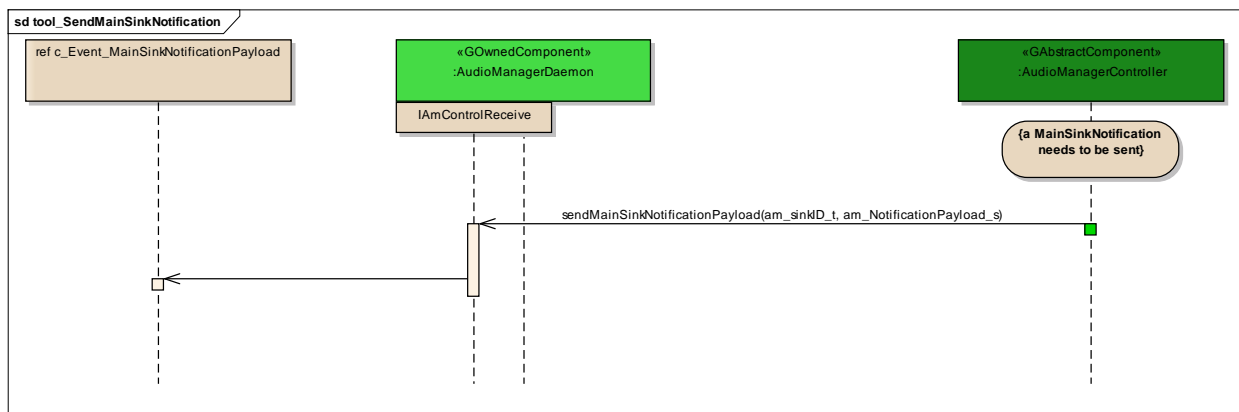 sd tool_SendMainSinkNotification
ref c_Event_MainSinkNotificationPayload
«GOwnedComponent»
:AudioManagerDaemon
IAmControlReceive
«GAbstractComponent»
:AudioManagerController
{a MainSinkNotification
needs to be sent}
sendMainSinkNotificationPayload(am_sinkID_t, am_NotificationPayload_s)